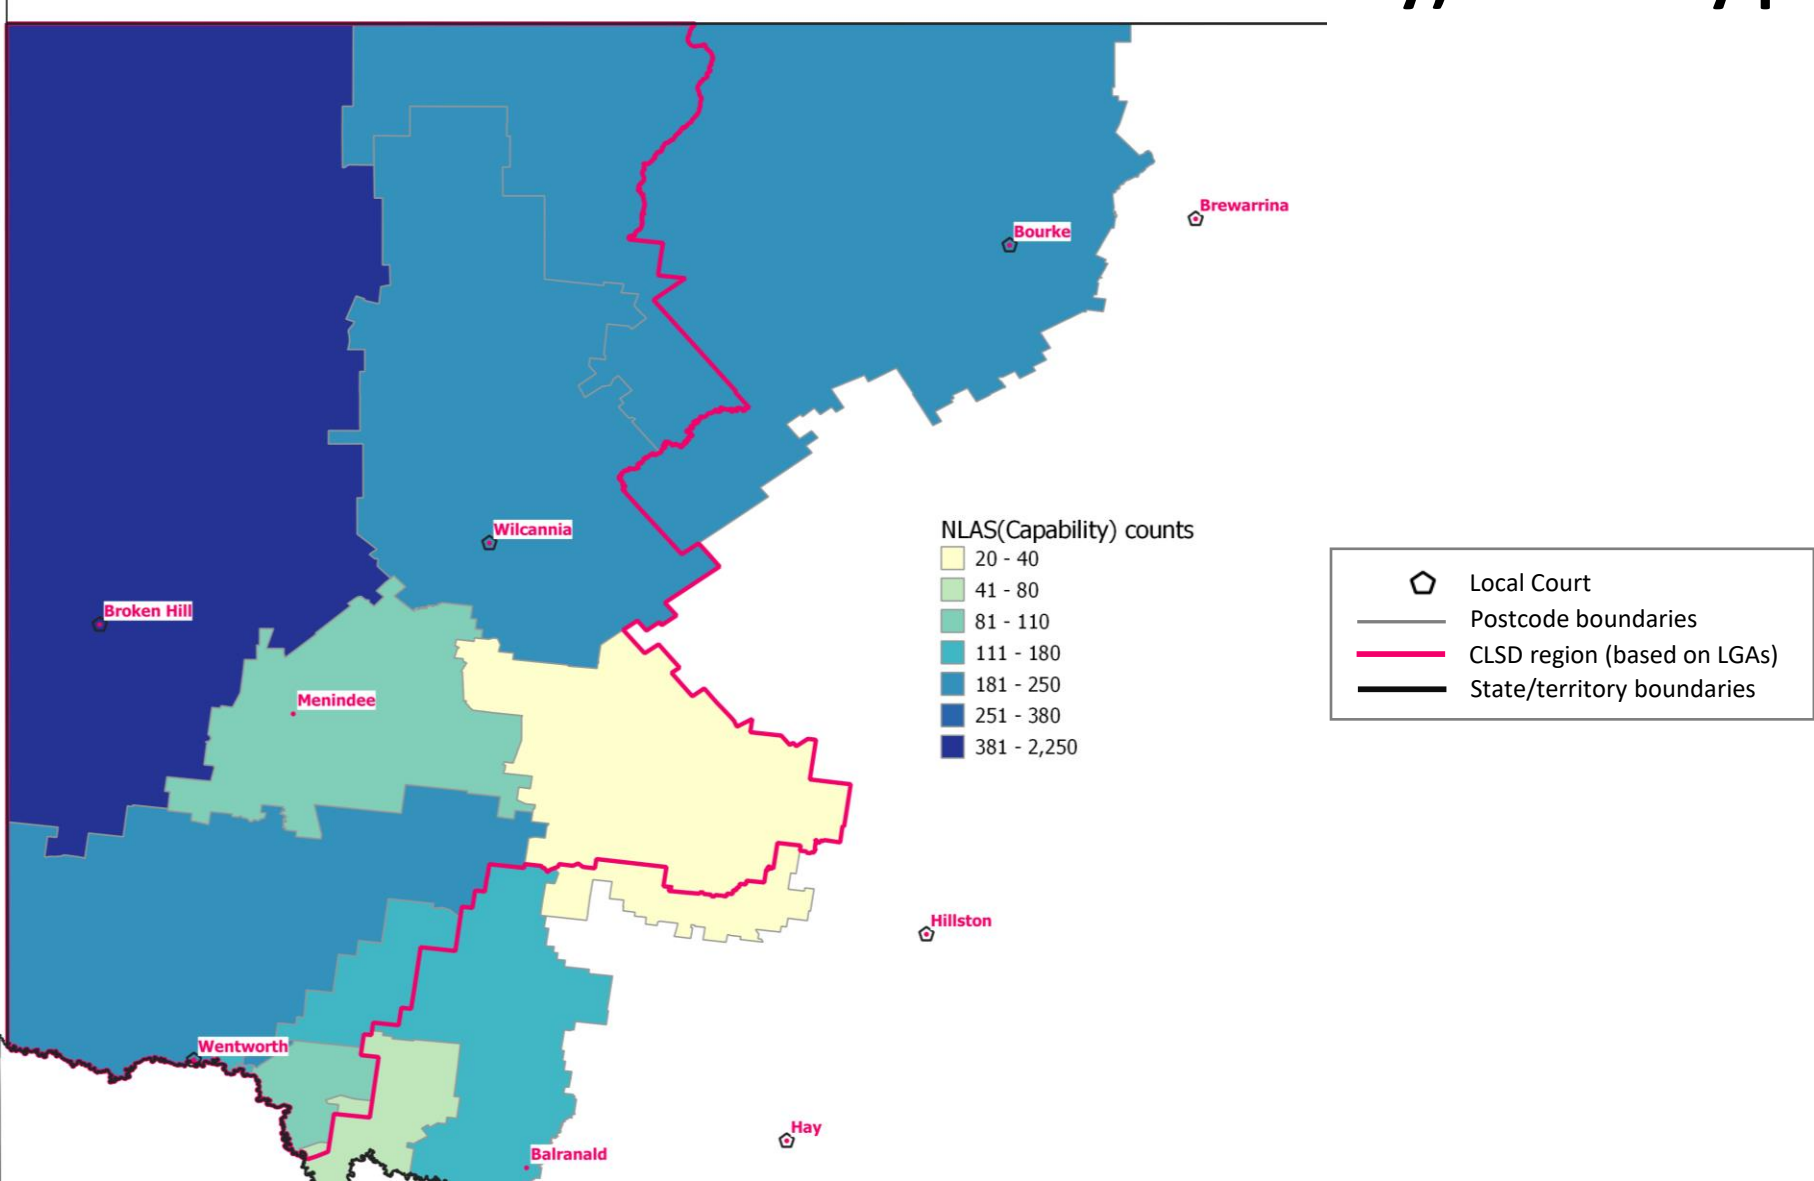 Brewarrina
Bourke
Wilcannia
Broken Hill
Menindee
NLAS(Capability) counts
20 - 40
41 - 80
81 - 110
111 - 180
181 - 250
251 - 380
381 - 2,250
Local Court
Postcode boundaries
CLSD region (based on LGAs)
State/territory boundaries
Hillston
Wentworth
Hay
Balranald